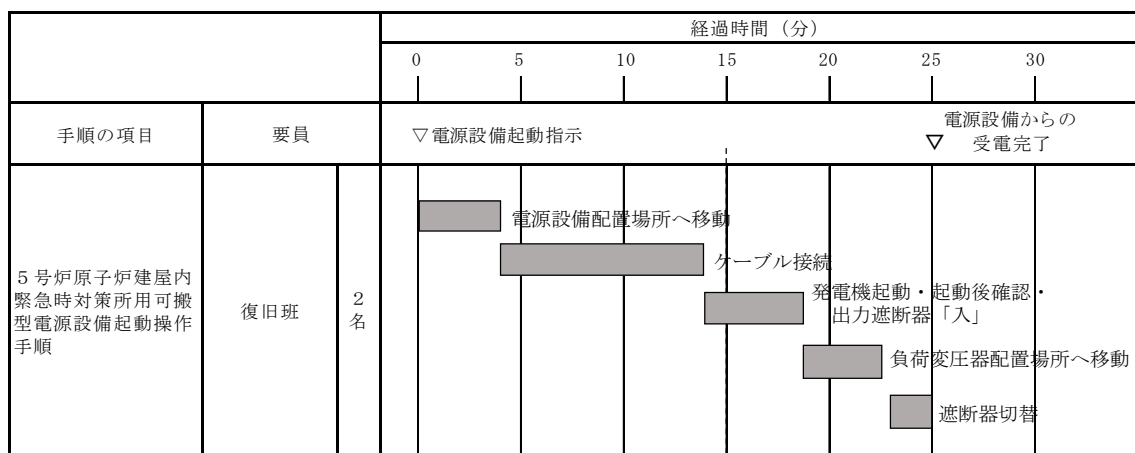 経過時間（分）
0 5 10 15 20 25 30
手順の項目 要員 ▽電源設備起動指示
電源設備からの
▽ 受電完了
電源設備配置場所へ移動
ケーブル接続
５号炉原子炉建屋内
緊急時対策所用可搬
型電源設備起動操作
手順
復旧班
２
名
発電機起動・起動後確認・
出力遮断器「入」
負荷変圧器配置場所へ移動
遮断器切替